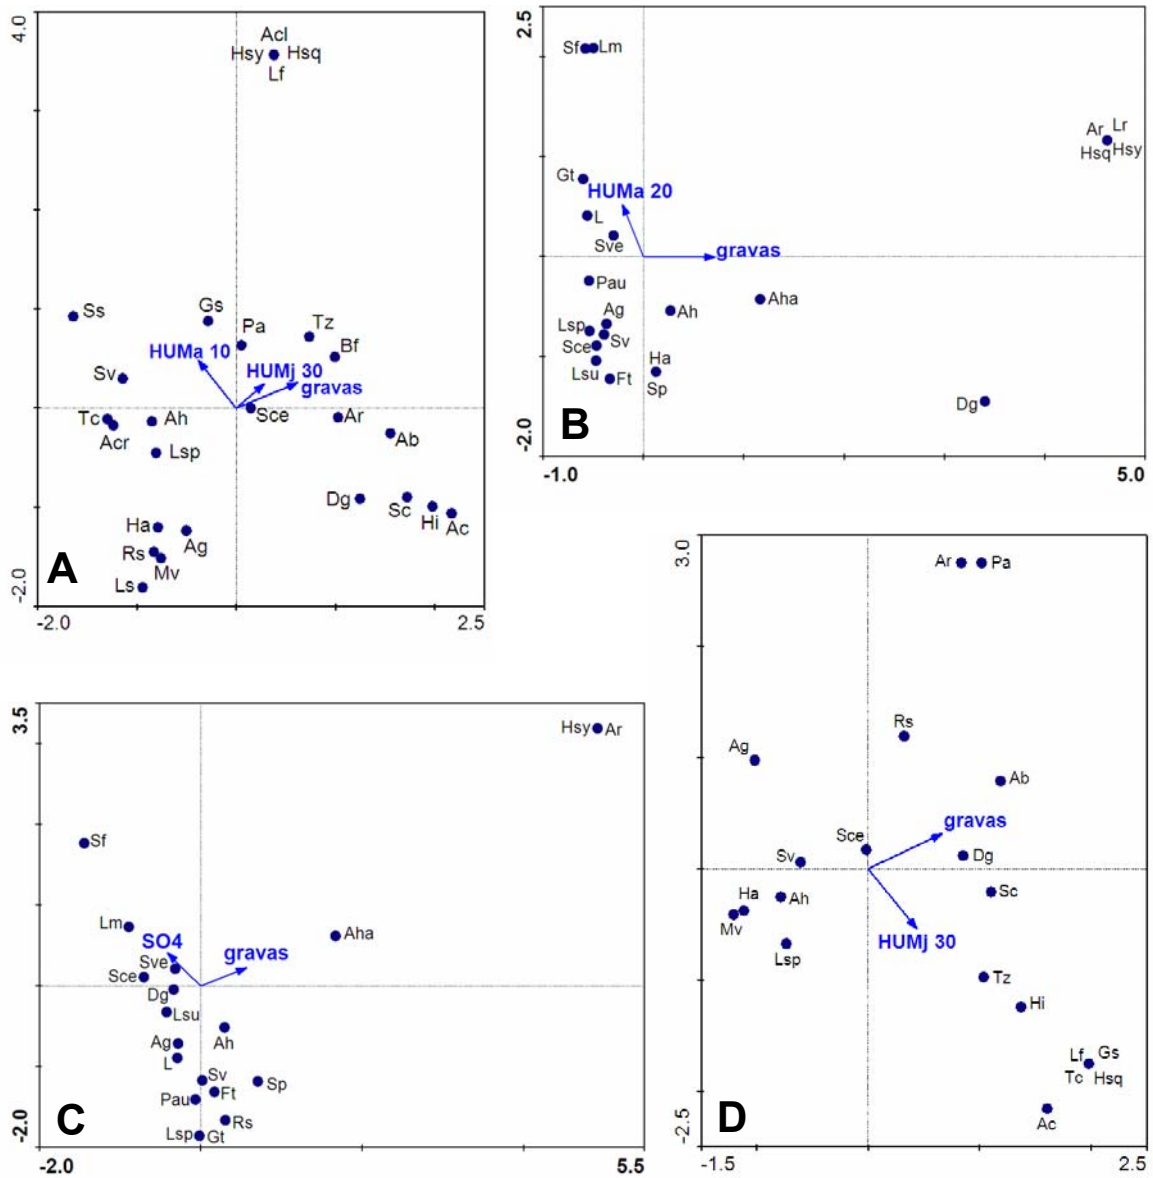 4.0
Acl
Hsy Hsq
Lf
Ss
Gs
Pa
Tz
Bf
HUMa 10
HUMj 30
gravas
Sv
Tc
Acr
Ah
Lsp
Sce
Ar
Ab
Dg
Sc
Hi
Ac
Ha
Ag
Rs
Mv
Ls
A
-2.0
-2.0
2.5
2.5
Sf Lm
Ar Lr
Hsq Hsy
Gt
HUMa 20
L
Sve
gravas
Pau
Aha
Ah
Ag
Lsp
Sv
Sce
Lsu
Ft
Ha
Sp
Dg
B
-2.0
-1.0
5.0
3.5
Hsy Ar
Sf
Lm
SO4
gravas
Aha
Sve
Sce
Dg
Lsu
Ah
Ag
L
Sv
Ft
Sp
Pau
Rs
Lsp Gt
C
-2.0
-2.0
5.5
3.0
Ar Pa
Rs
Ag
Ab
gravas
Sce
Sv
Dg
Sc
Ha
Ah
Mv
HUMj 30
Lsp
Tz
Hi
Lf Gs
Tc Hsq
Ac
D
-2.5
-1.5
2.5